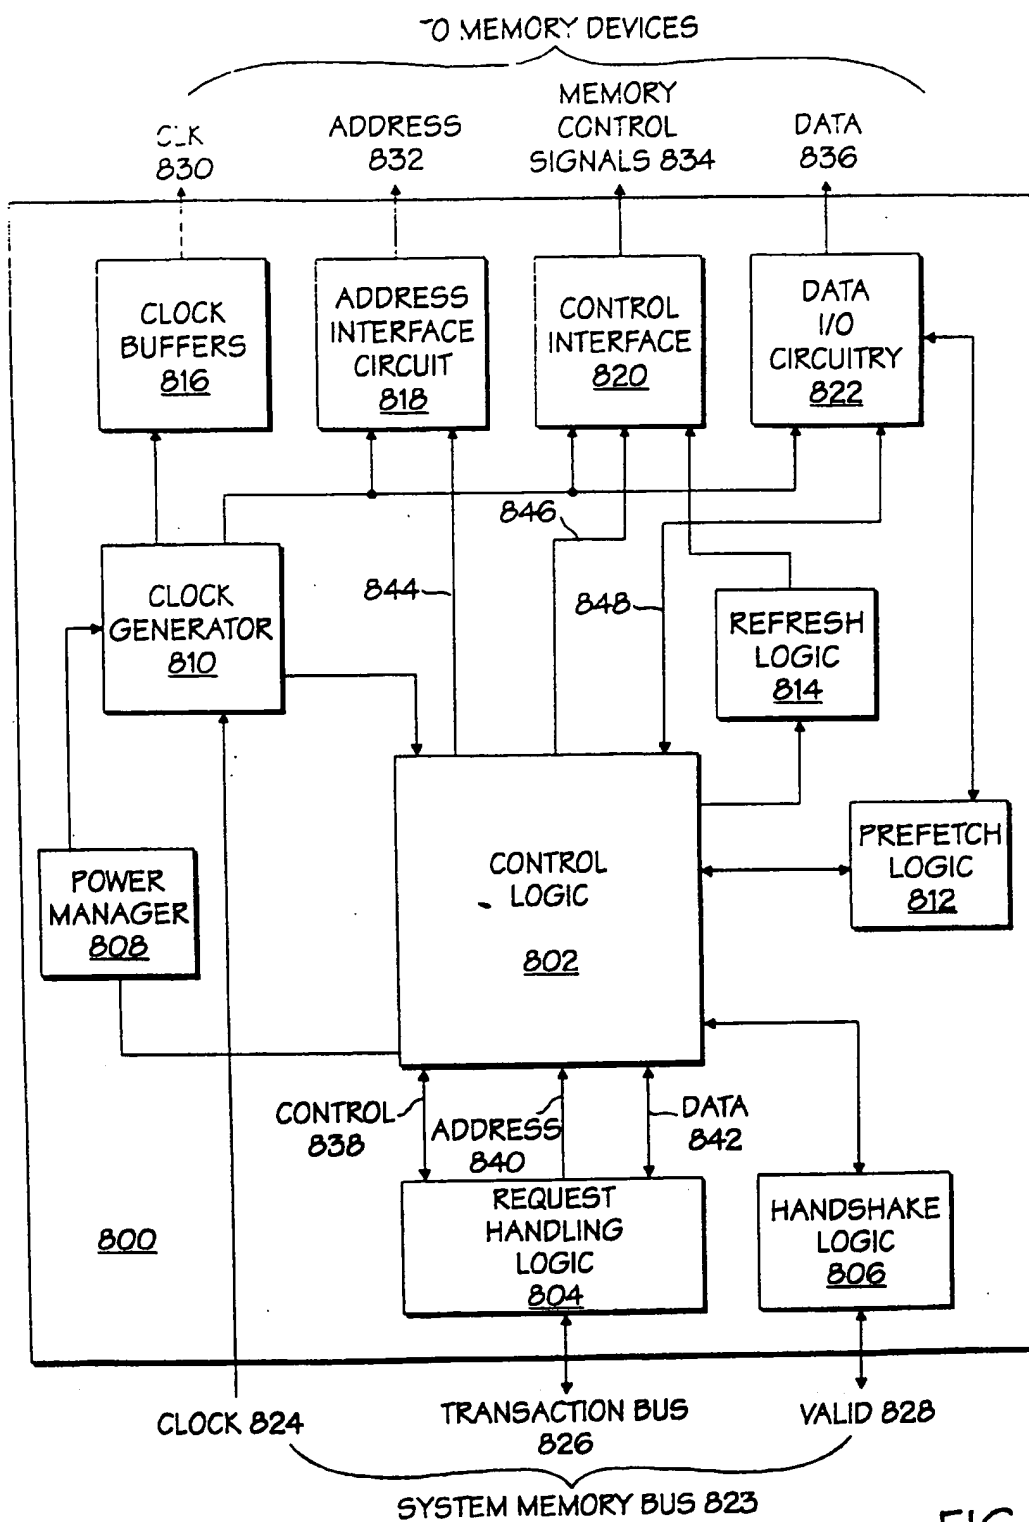 TO MEMORY DEVICES
CLK
830
ADDRESS
832
MEMORY
CONTROL
SIGNALS 834
DATA
836
CLOCK
BUFFERS
816
ADDRESS
INTERFACE
CIRCUIT
818
CONTROL
INTERFACE
820
DATA
I/O
CIRCUITRY
822
846
844
848
CLOCK
GENERATOR
810
REFRESH
LOGIC
814
POWER
MANAGER
808
CONTROL
LOGIC
802
PREFETCH
LOGIC
812
CONTROL
838
ADDRESS
840
DATA
842
800
REQUEST
HANDLING
LOGIC
804
HANDSHAKE
LOGIC
806
CLOCK 824
TRANSACTION BUS
826
VALID 828
SYSTEM MEMORY BUS 823